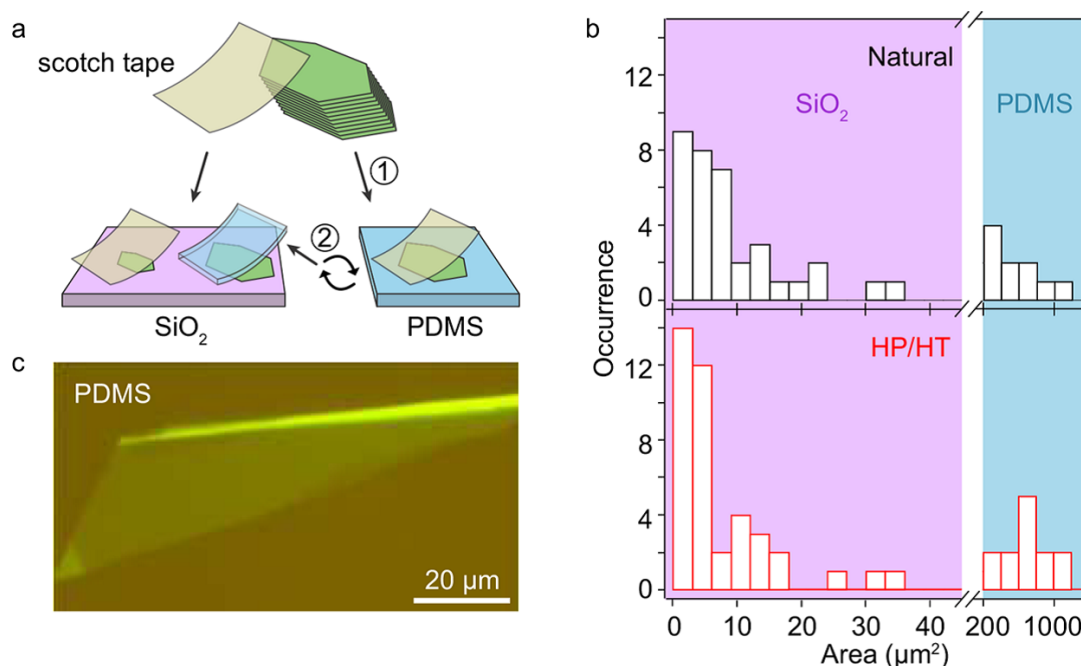 a
scotch tape
①
②
SiO₂
PDMS
b
Natural
SiO₂
PDMS
12
8
4
0
HP/HT
12
8
4
0
Occurrence
0 10 20 30 40 200 1000
Area (μm²)
c
PDMS
20 μm